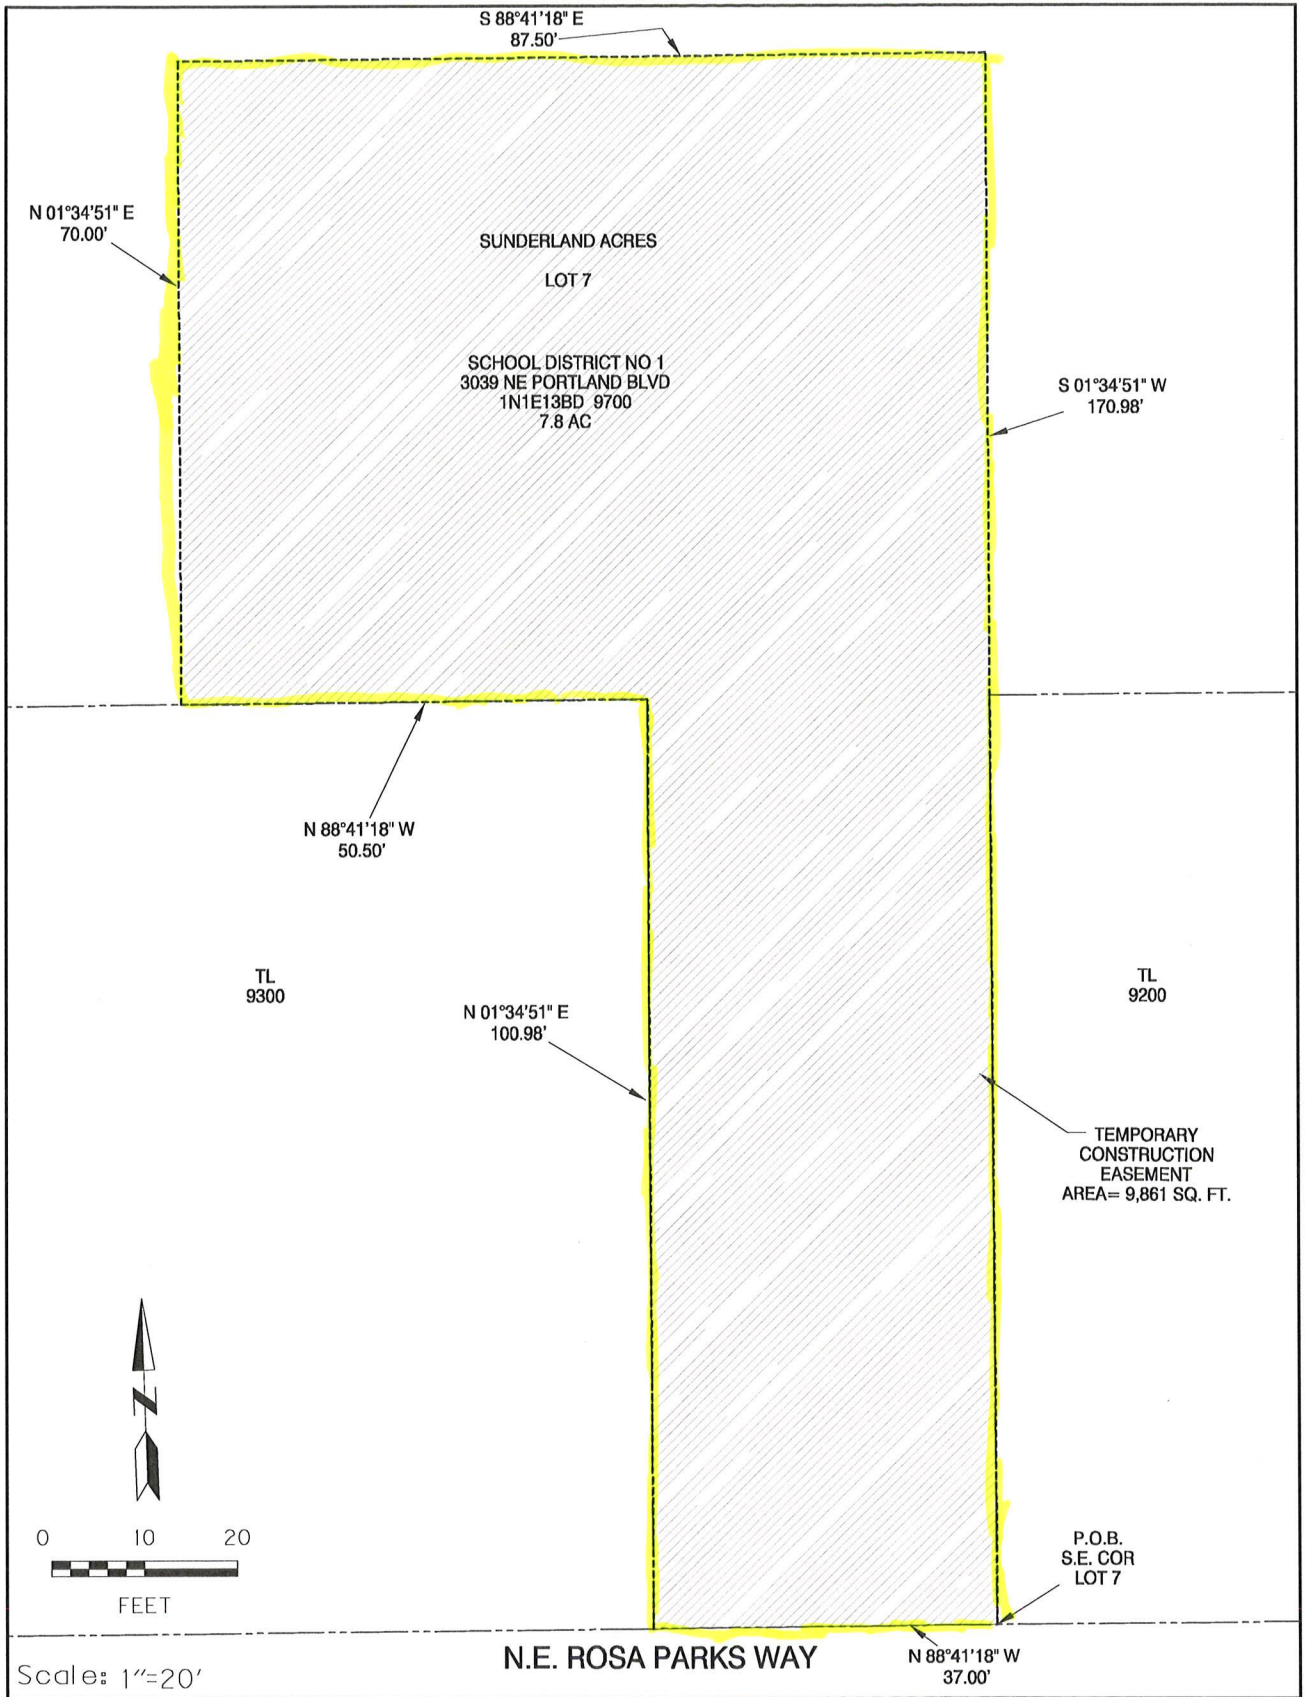 S 88°41'18" E
87.50'
N 01°34'51" E
70.00'
SUNDERLAND ACRES
LOT 7
SCHOOL DISTRICT NO 1
3039 NE PORTLAND BLVD
1N1E13BD 9700
7.8 AC
S 01°34'51" W
170.98'
N 88°41'18" W
50.50'
TL
9300
N 01°34'51" E
100.98'
TL
9200
TEMPORARY
CONSTRUCTION
EASEMENT
AREA= 9,861 SQ. FT.
N
0 10 20
FEET
P.O.B.
S.E. COR
LOT 7
N.E. ROSA PARKS WAY
N 88°41'18" W
37.00'
Scale: 1"=20'